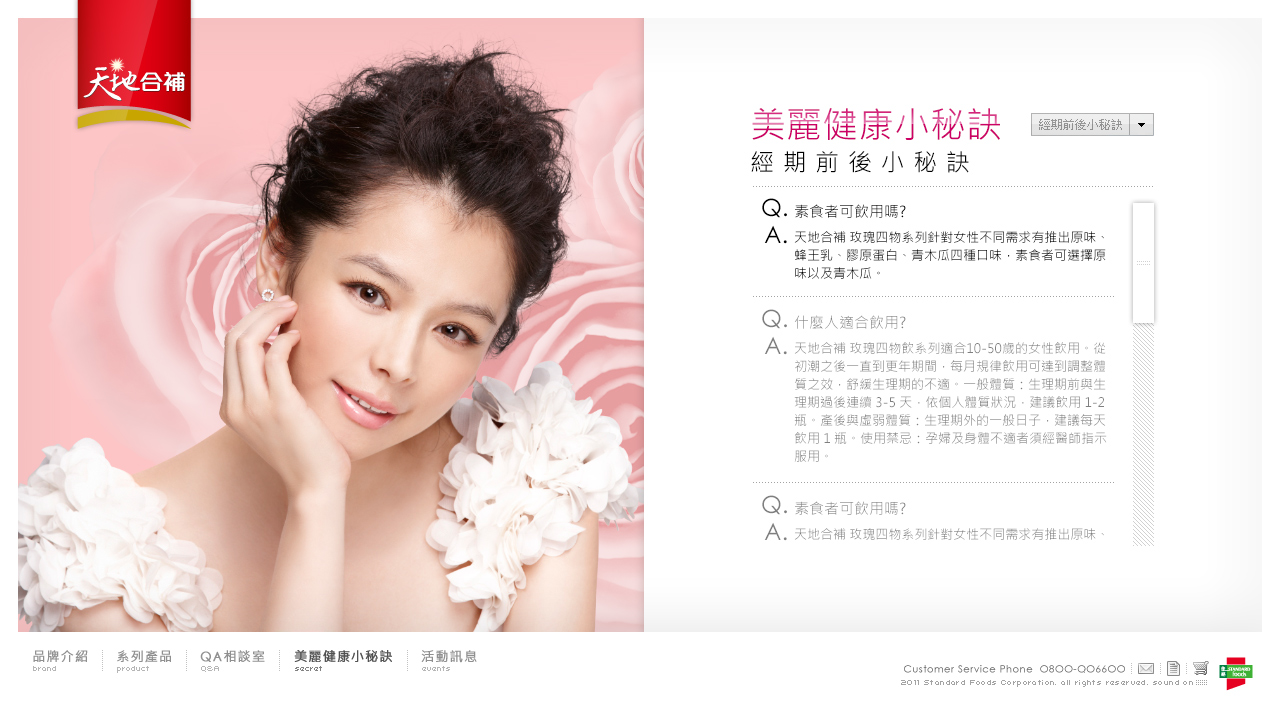 天地合補
美麗健康小秘訣
經期前後小秘訣
經期前後小秘訣
Q. 素食者可飲用嗎?
A. 天地合補 玫瑰四物系列針對女性不同需求有推出原味、
蜂王乳、膠原蛋白、青木瓜四種口味，素食者可選擇原
味以及青木瓜。
Q. 什麼人適合飲用?
A. 天地合補 玫瑰四物飲系列適合10-50歲的女性飲用。從
初潮之後一直到更年期間，每月規律飲用可達到調整體
質之效，舒緩生理期的不適。一般體質：生理期前與生
理期過後連續 3-5 天，依個人體質狀況，建議飲用 1-2
瓶。產後與虛弱體質：生理期外的一般日子，建議每天
飲用 1 瓶。使用禁忌：孕婦及身體不適者須經醫師指示
服用。
Q. 素食者可飲用嗎?
A. 天地合補 玫瑰四物系列針對女性不同需求有推出原味、
品牌介紹 系列產品 QA相談室 美麗健康小秘訣 活動訊息
brand product Q&A secret events
Customer Service Phone 0800-006600
2011 Standard Foods Corporation. all rights reserved. sound on
STANDARD
foods